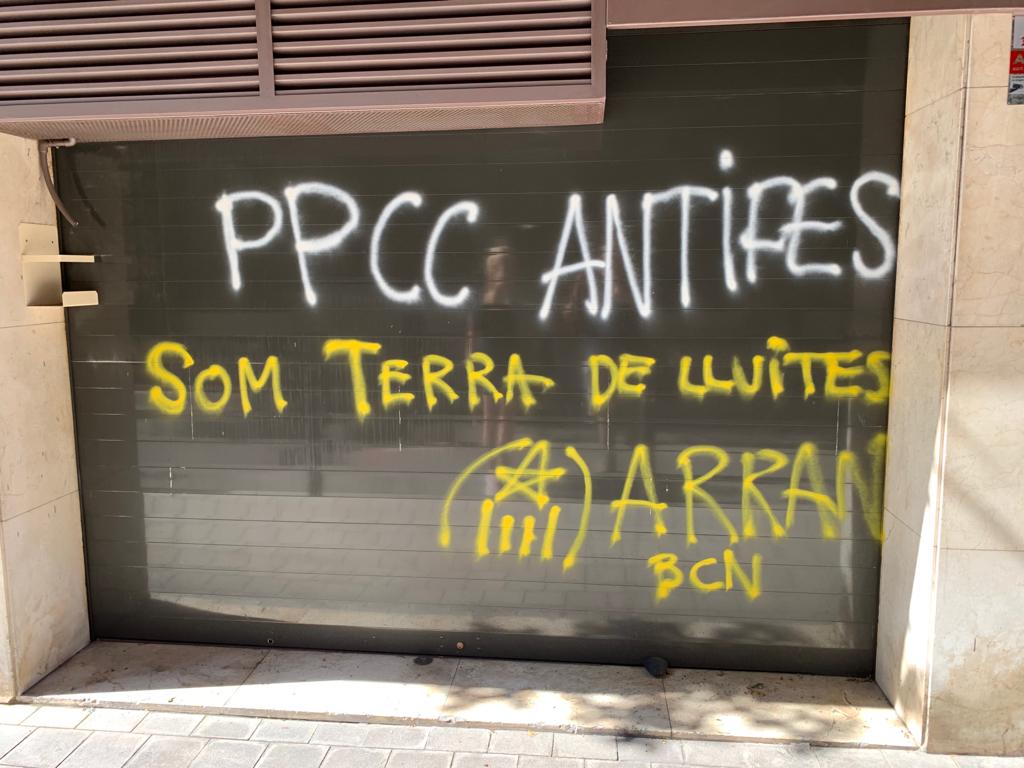 PPCC ANTIFES
SOM TERRA DE LLUITES
ARRAN
BCN